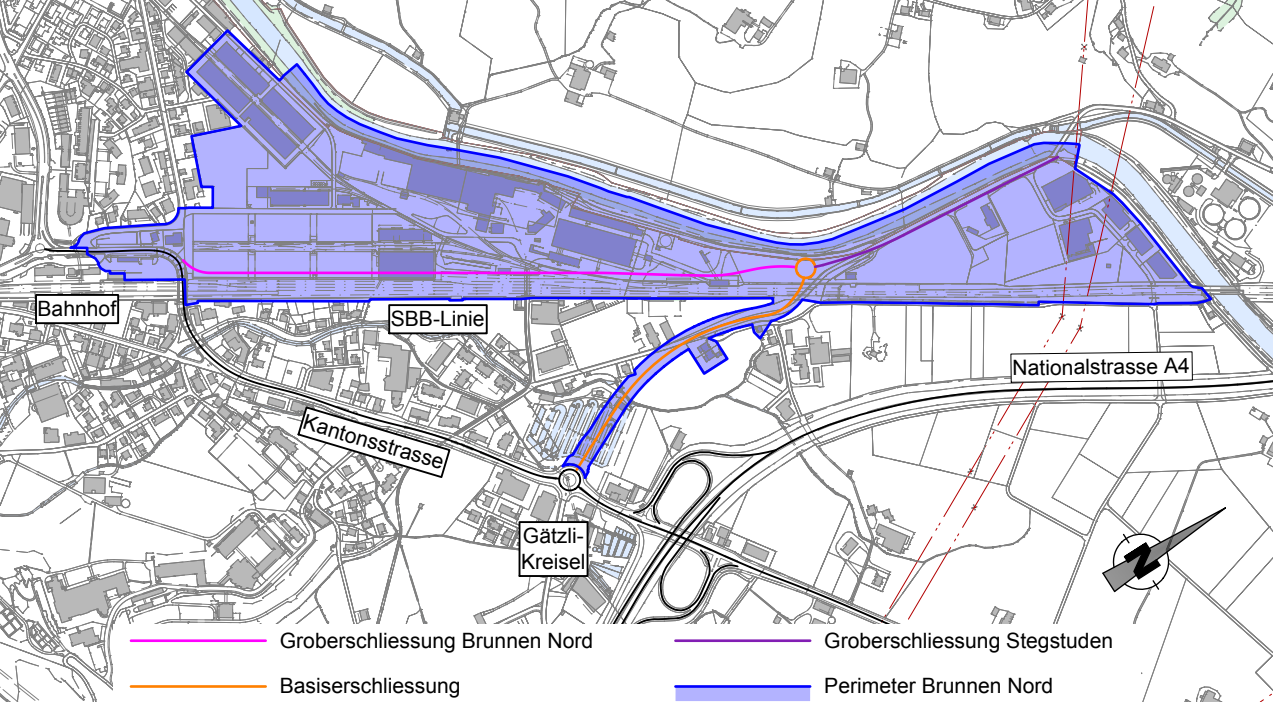 Bahnhof
SBB-Linie
Nationalstrasse A4
Kantonsstrasse
Gätzli-
Kreisel
N
Groberschliessung Brunnen Nord
Groberschliessung Stegstuden
Basiserschliessung
Perimeter Brunnen Nord